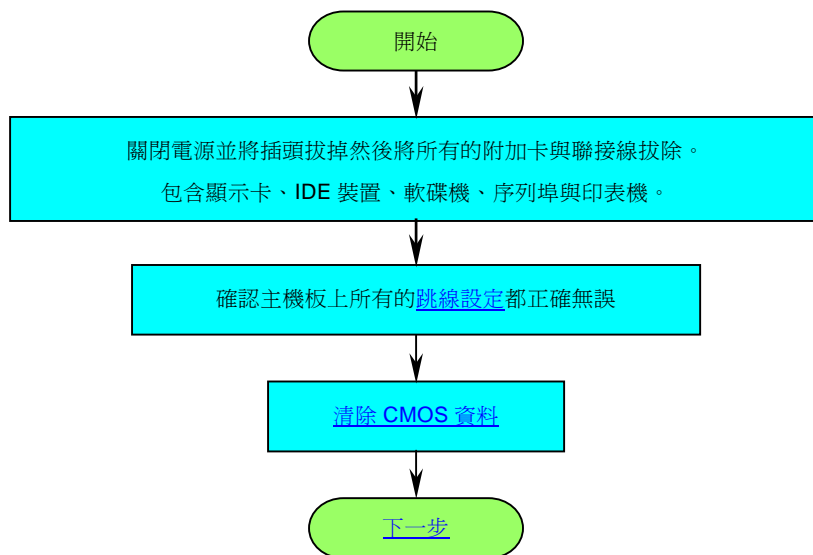 開始
關閉電源並將插頭拔掉然後將所有的附加卡與聯接線拔除。
包含顯示卡、IDE 裝置、軟碟機、序列埠與印表機。
確認主機板上所有的跳線設定都正確無誤
清除 CMOS 資料
下一步